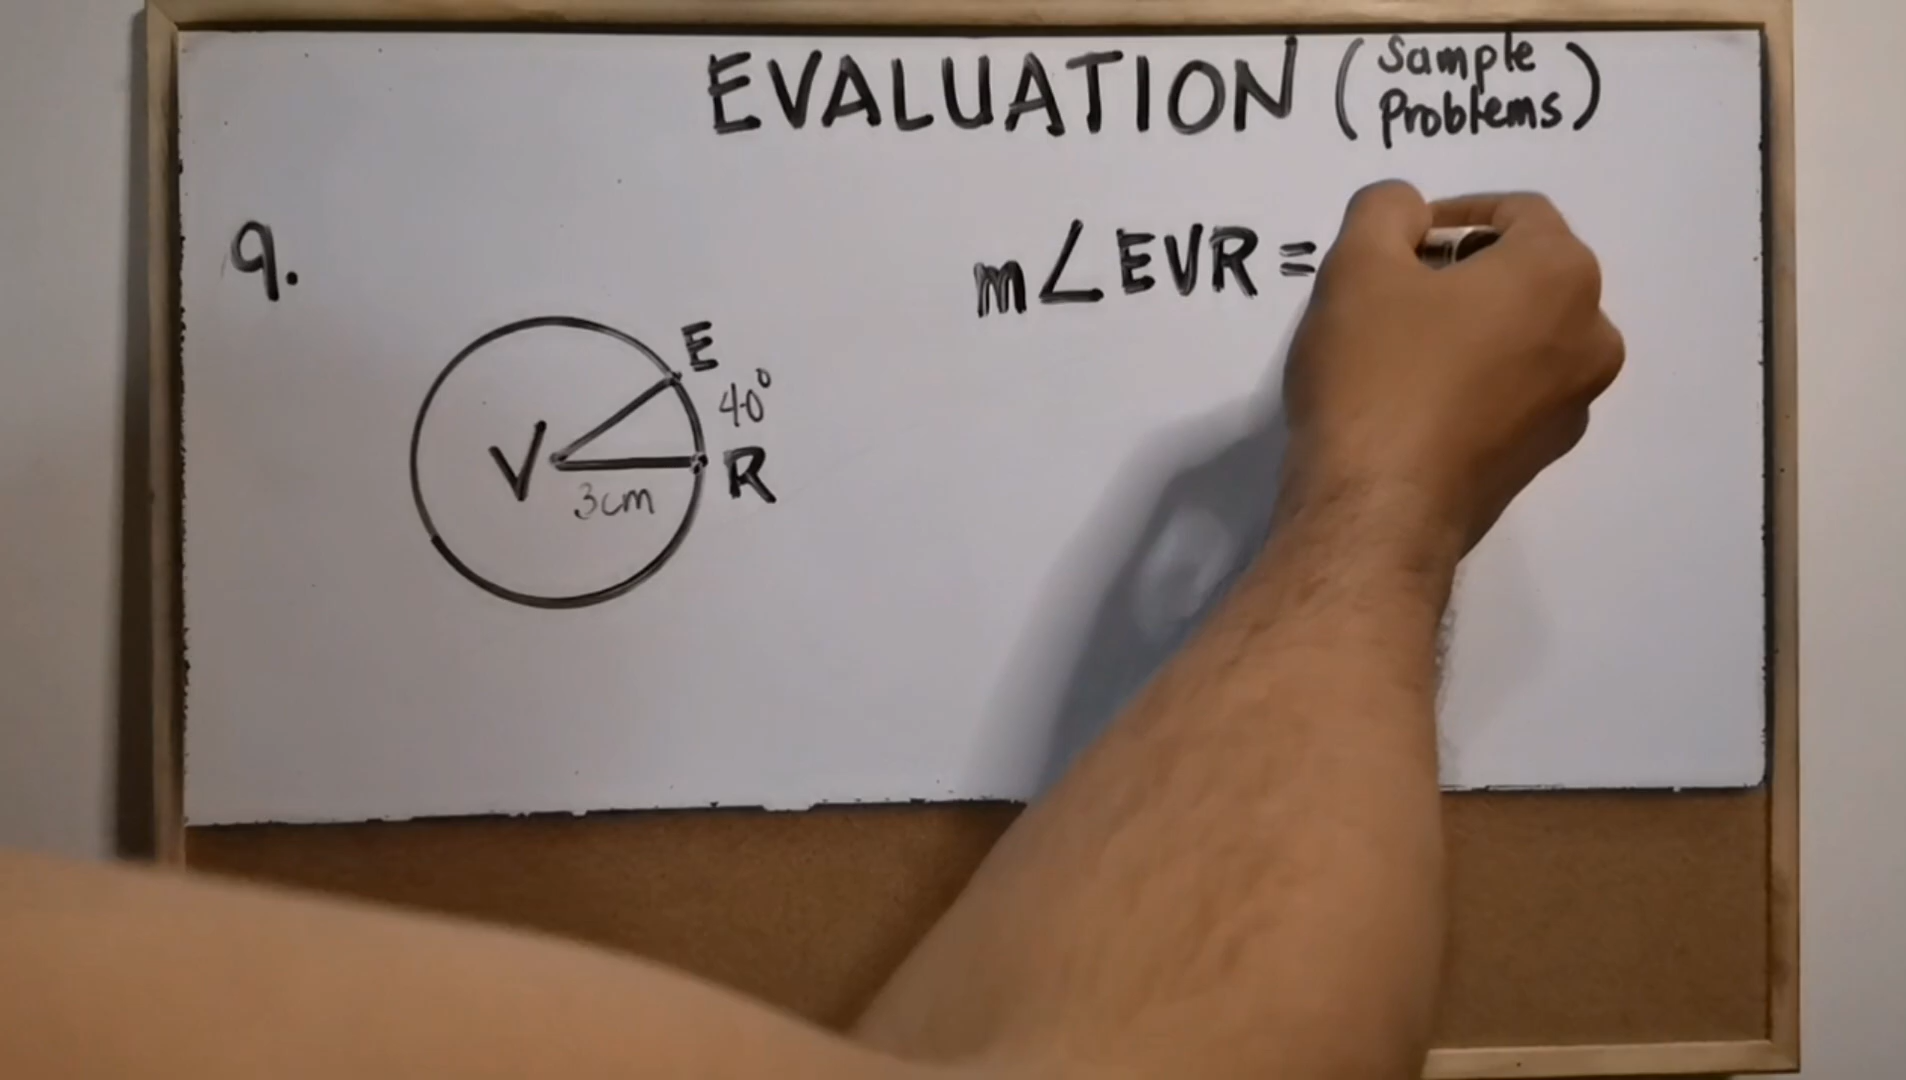 EVALUATION (Sample Problems)
9.
m∠EVR =
E
40°
V
R
3cm